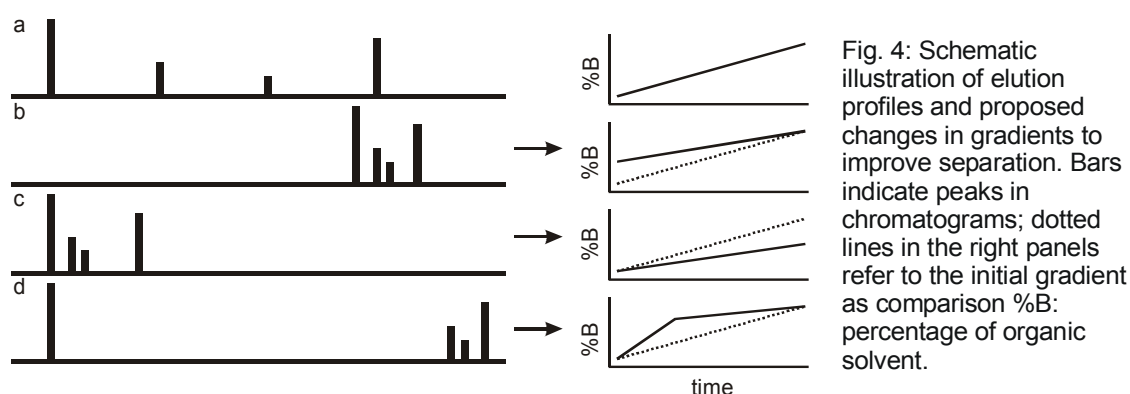 a
%B
b
%B
c
%B
d
%B
time
Fig. 4: Schematic
illustration of elution
profiles and proposed
changes in gradients to
improve separation. Bars
indicate peaks in
chromatograms; dotted
lines in the right panels
refer to the initial gradient
as comparison %B:
percentage of organic
solvent.